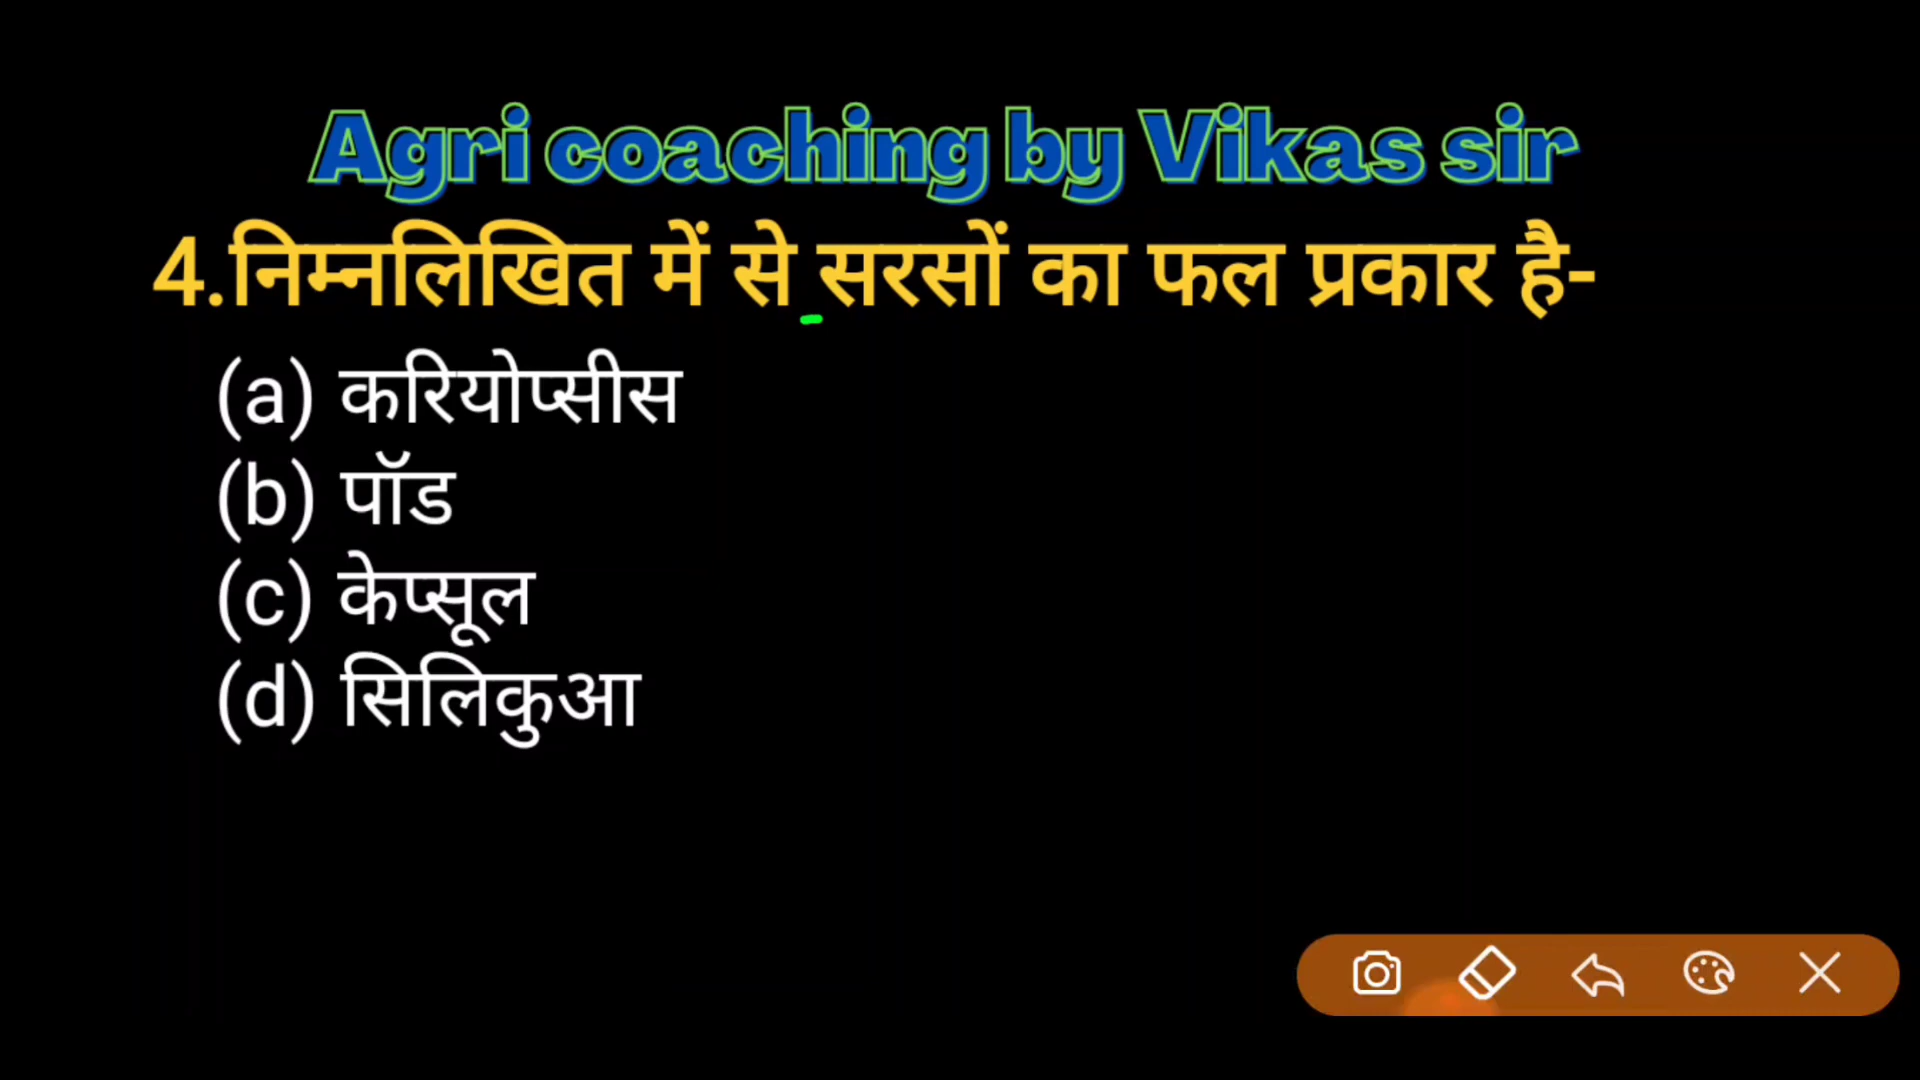 Agri coaching by Vikas sir
4.निम्नलिखित में से सरसों का फल प्रकार है-
(a) करियोप्सीस
(b) पॉड
(c) केप्सूल
(d) सिलिकुआ